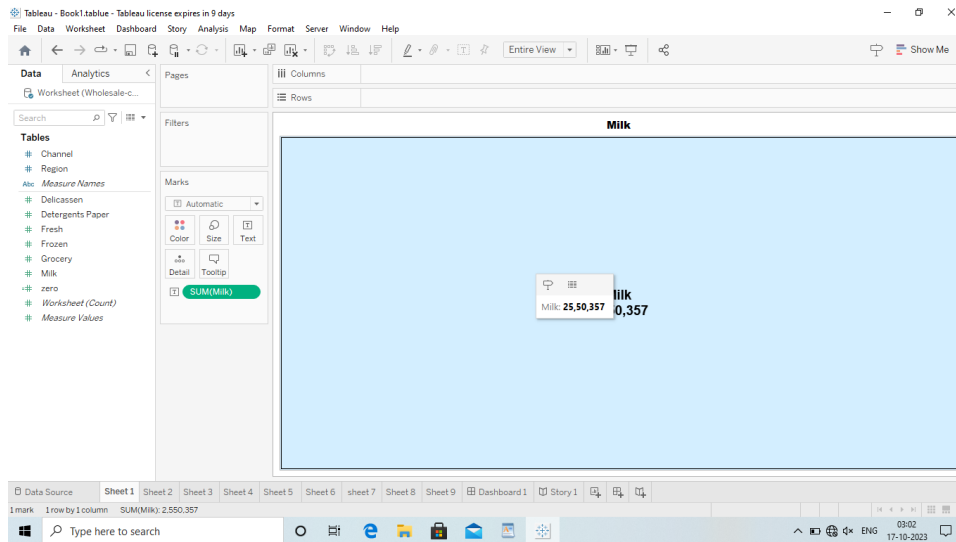 Tableau - Book1.tablue - Tableau license expires in 9 days
File Data Worksheet Dashboard Story Analysis Map Format Server Window Help
Entire View
Show Me
Data Analytics
Pages
Columns
Worksheet (Wholesale-c...
Rows
Search
Filters
Milk
Tables
Channel
Region
Abc Measure Names
Marks
Delicassen
Automatic
Detergents Paper
Fresh
Color Size Text
Frozen
Grocery
Detail Tooltip
Milk
zero
SUM(Milk)
Worksheet (Count)
Measure Values
Milk: 25,50,357
Data Source Sheet 1 Sheet 2 Sheet 3 Sheet 4 Sheet 5 Sheet 6 sheet 7 Sheet 8 Sheet 9 Dashboard 1 Story 1
1 mark 1 row by 1 column SUM(Milk): 2,550,357
Type here to search
ENG
03:02
17-10-2023